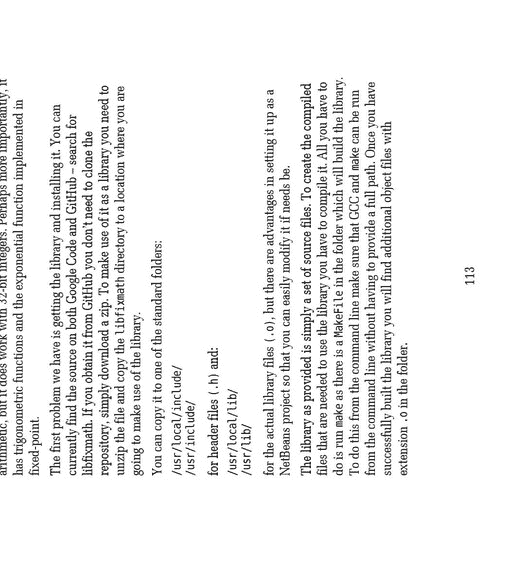 arithmetic, but it does work with 32-bit integers. Perhaps more importantly, it
has trigonometric functions and the exponential function implemented in
fixed-point.
The first problem we have is getting the library and installing it. You can
currently find the source on both Google Code and GitHub – search for
libfixmath. If you obtain it from GitHub you don't need to clone the
repository, simply download a zip. To make use of it as a library you need to
unzip the file and copy the libfixmath directory to a location where you are
going to make use of the library.
You can copy it to one of the standard folders:
/usr/local/include/
/usr/include/
for header files (.h) and:
/usr/local/lib/
/usr/lib/
for the actual library files (.o), but there are advantages in setting it up as a
NetBeans project so that you can easily modify it if needs be.
The library as provided is simply a set of source files. To create the compiled
files that are needed to use the library you have to compile it. All you have to
do is run make as there is a MakeFile in the folder which will build the library.
To do this from the command line make sure that GCC and make can be run
from the command line without having to provide a full path. Once you have
successfully built the library you will find additional object files with
extension .o in the folder.
113